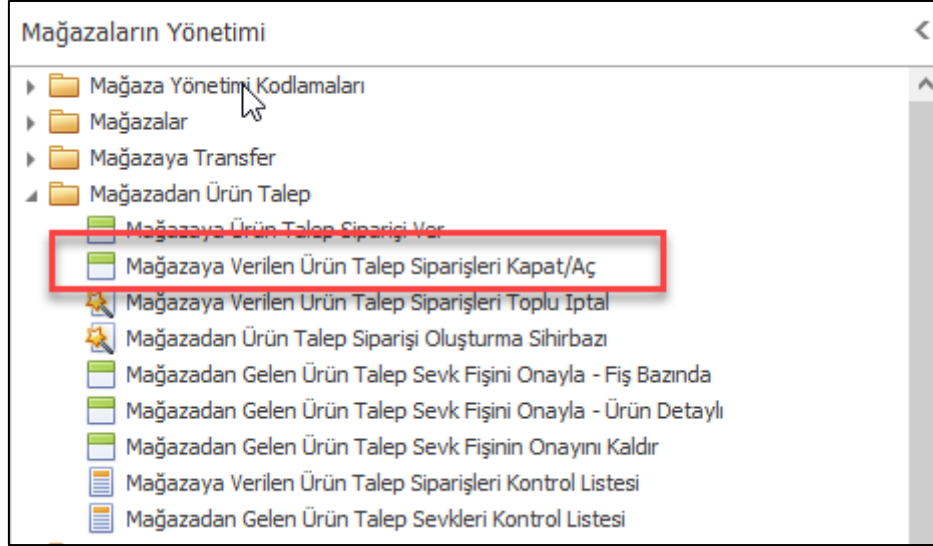 Mağazaların Yönetimi
Mağaza Yönetimi Kodlamaları
Mağazalar
Mağazaya Transfer
Mağazadan Ürün Talep
Mağazaya Ürün Talep Siparişi Ver
Mağazaya Verilen Ürün Talep Siparişleri Kapat/Aç
Mağazaya Verilen Ürün Talep Siparişleri Toplu Iptal
Mağazadan Ürün Talep Siparişi Oluşturma Sihirbazı
Mağazadan Gelen Ürün Talep Sevk Fişini Onayla - Fiş Bazında
Mağazadan Gelen Ürün Talep Sevk Fişini Onayla - Ürün Detaylı
Mağazadan Gelen Ürün Talep Sevk Fişinin Onayını Kaldır
Mağazaya Verilen Ürün Talep Siparişleri Kontrol Listesi
Mağazadan Gelen Ürün Talep Sevkleri Kontrol Listesi